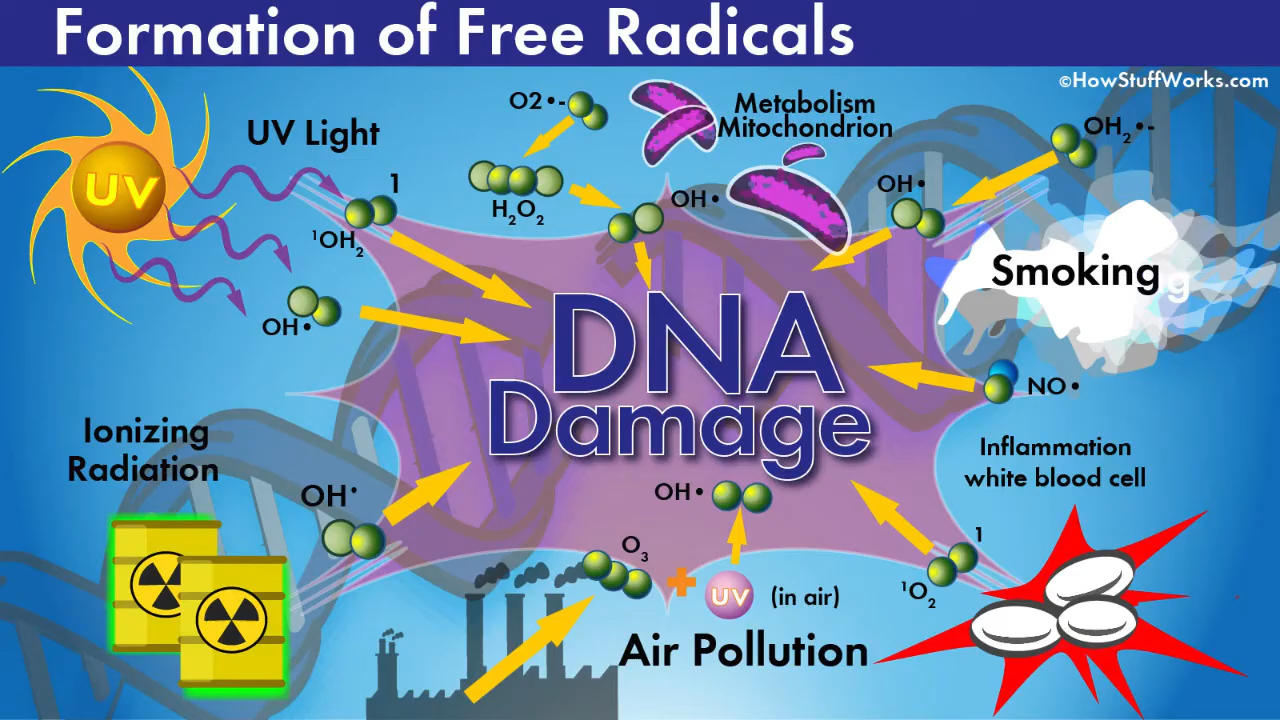 Formation of Free Radicals
©HowStuffWorks.com
UV
UV Light
1
¹OH₂
OH•
O2•-
H₂O₂
OH•
Metabolism
Mitochondrion
OH•
OH₂•-
Smoking
g
NO•
DNA
Damage
Ionizing
Radiation
OH•
O₃
+
UV
(in air)
OH•
Air Pollution
Inflammation
white blood cell
1
¹O₂